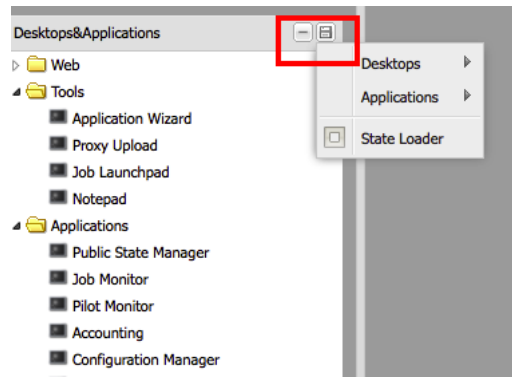 Desktops&Applications
Web
Tools
Application Wizard
Proxy Upload
Job Launchpad
Notepad
Applications
Public State Manager
Job Monitor
Pilot Monitor
Accounting
Configuration Manager
Desktops
Applications
State Loader